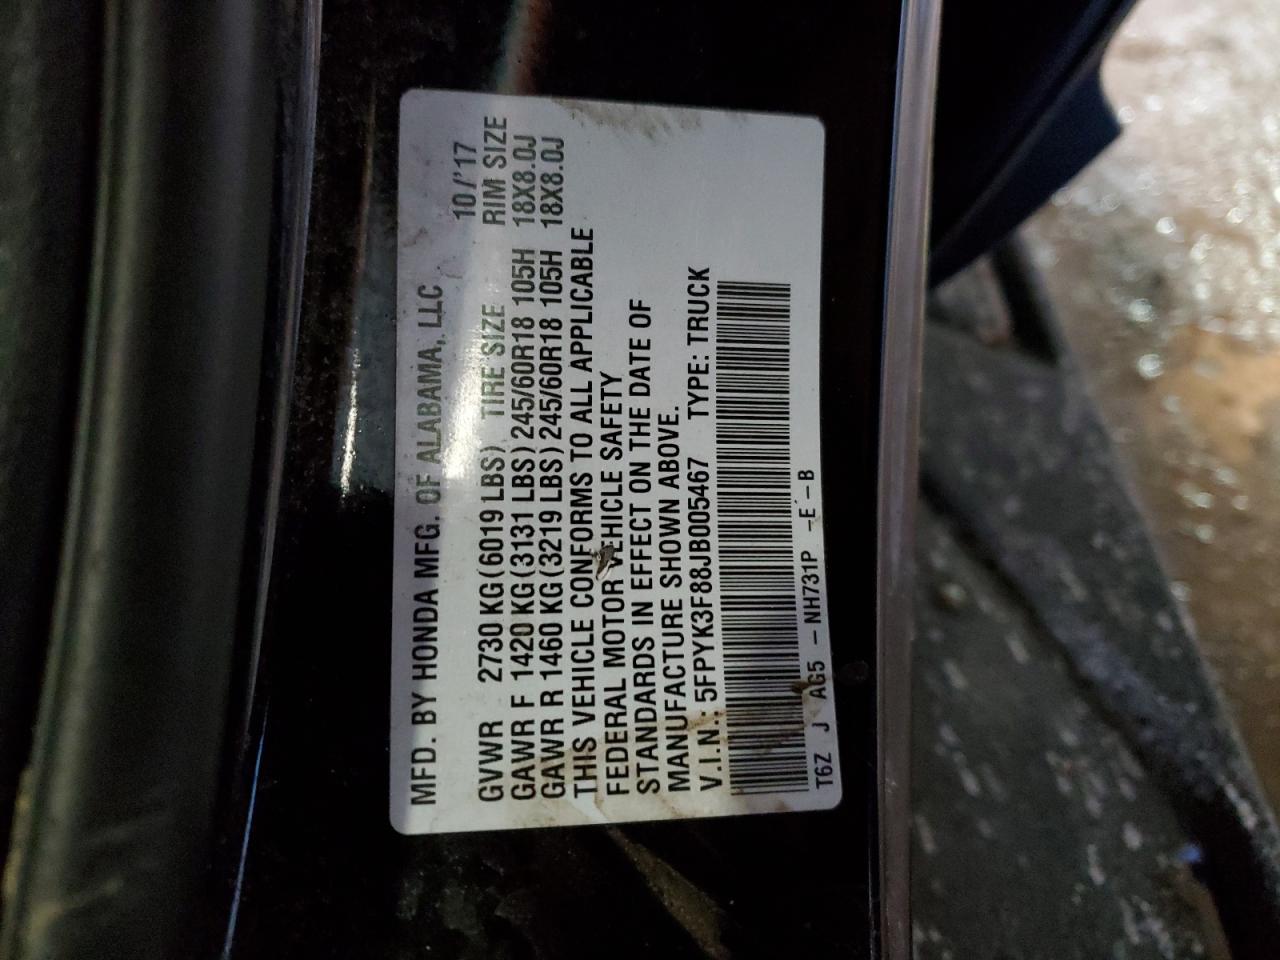 MFD. BY HONDA MFG. OF ALABAMA, LLC 10/'17
GVWR 2730 KG (6019 LBS) TIRE SIZE RIM SIZE
GAWR F 1420 KG (3131 LBS) 245/60R18 105H 18X8.0J
GAWR R 1460 KG (3219 LBS) 245/60R18 105H 18X8.0J
THIS VEHICLE CONFORMS TO ALL APPLICABLE
FEDERAL MOTOR VEHICLE SAFETY
STANDARDS IN EFFECT ON THE DATE OF
MANUFACTURE SHOWN ABOVE.
V.I.N.: 5FPYK3F88JB005467 TYPE: TRUCK
T6Z J AG5 - NH731P -E - B